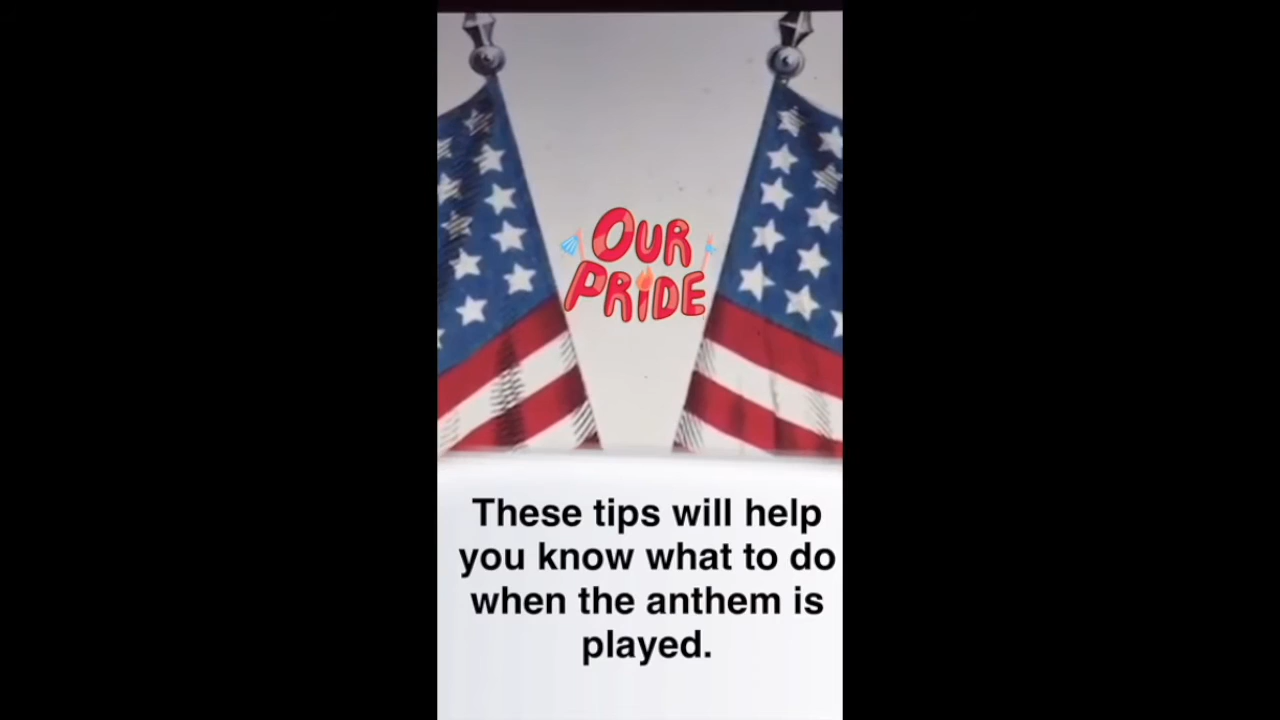 OUR
PRIDE
These tips will help
you know what to do
when the anthem is
played.